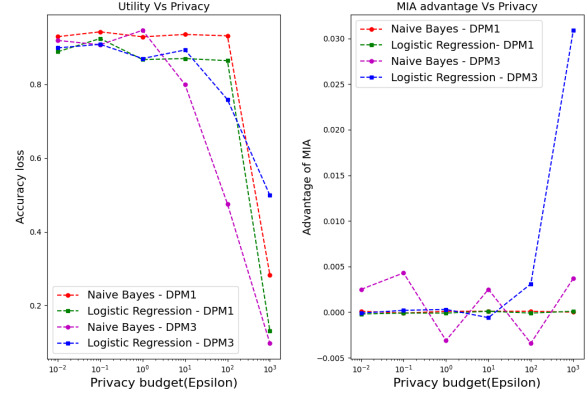 Utility Vs Privacy
Accuracy loss
0.8
0.6
0.4
0.2
Naive Bayes - DPM1
Logistic Regression - DPM1
Naive Bayes - DPM3
Logistic Regression - DPM3
10⁻² 10⁻¹ 10⁰ 10¹ 10² 10³
Privacy budget(Epsilon)
MIA advantage Vs Privacy
Advantage of MIA
0.030
0.025
0.020
0.015
0.010
0.005
0.000
−0.005
Naive Bayes - DPM1
Logistic Regression- DPM1
Naive Bayes - DPM3
Logistic Regression - DPM3
10⁻² 10⁻¹ 10⁰ 10¹ 10² 10³
Privacy budget(Epsilon)